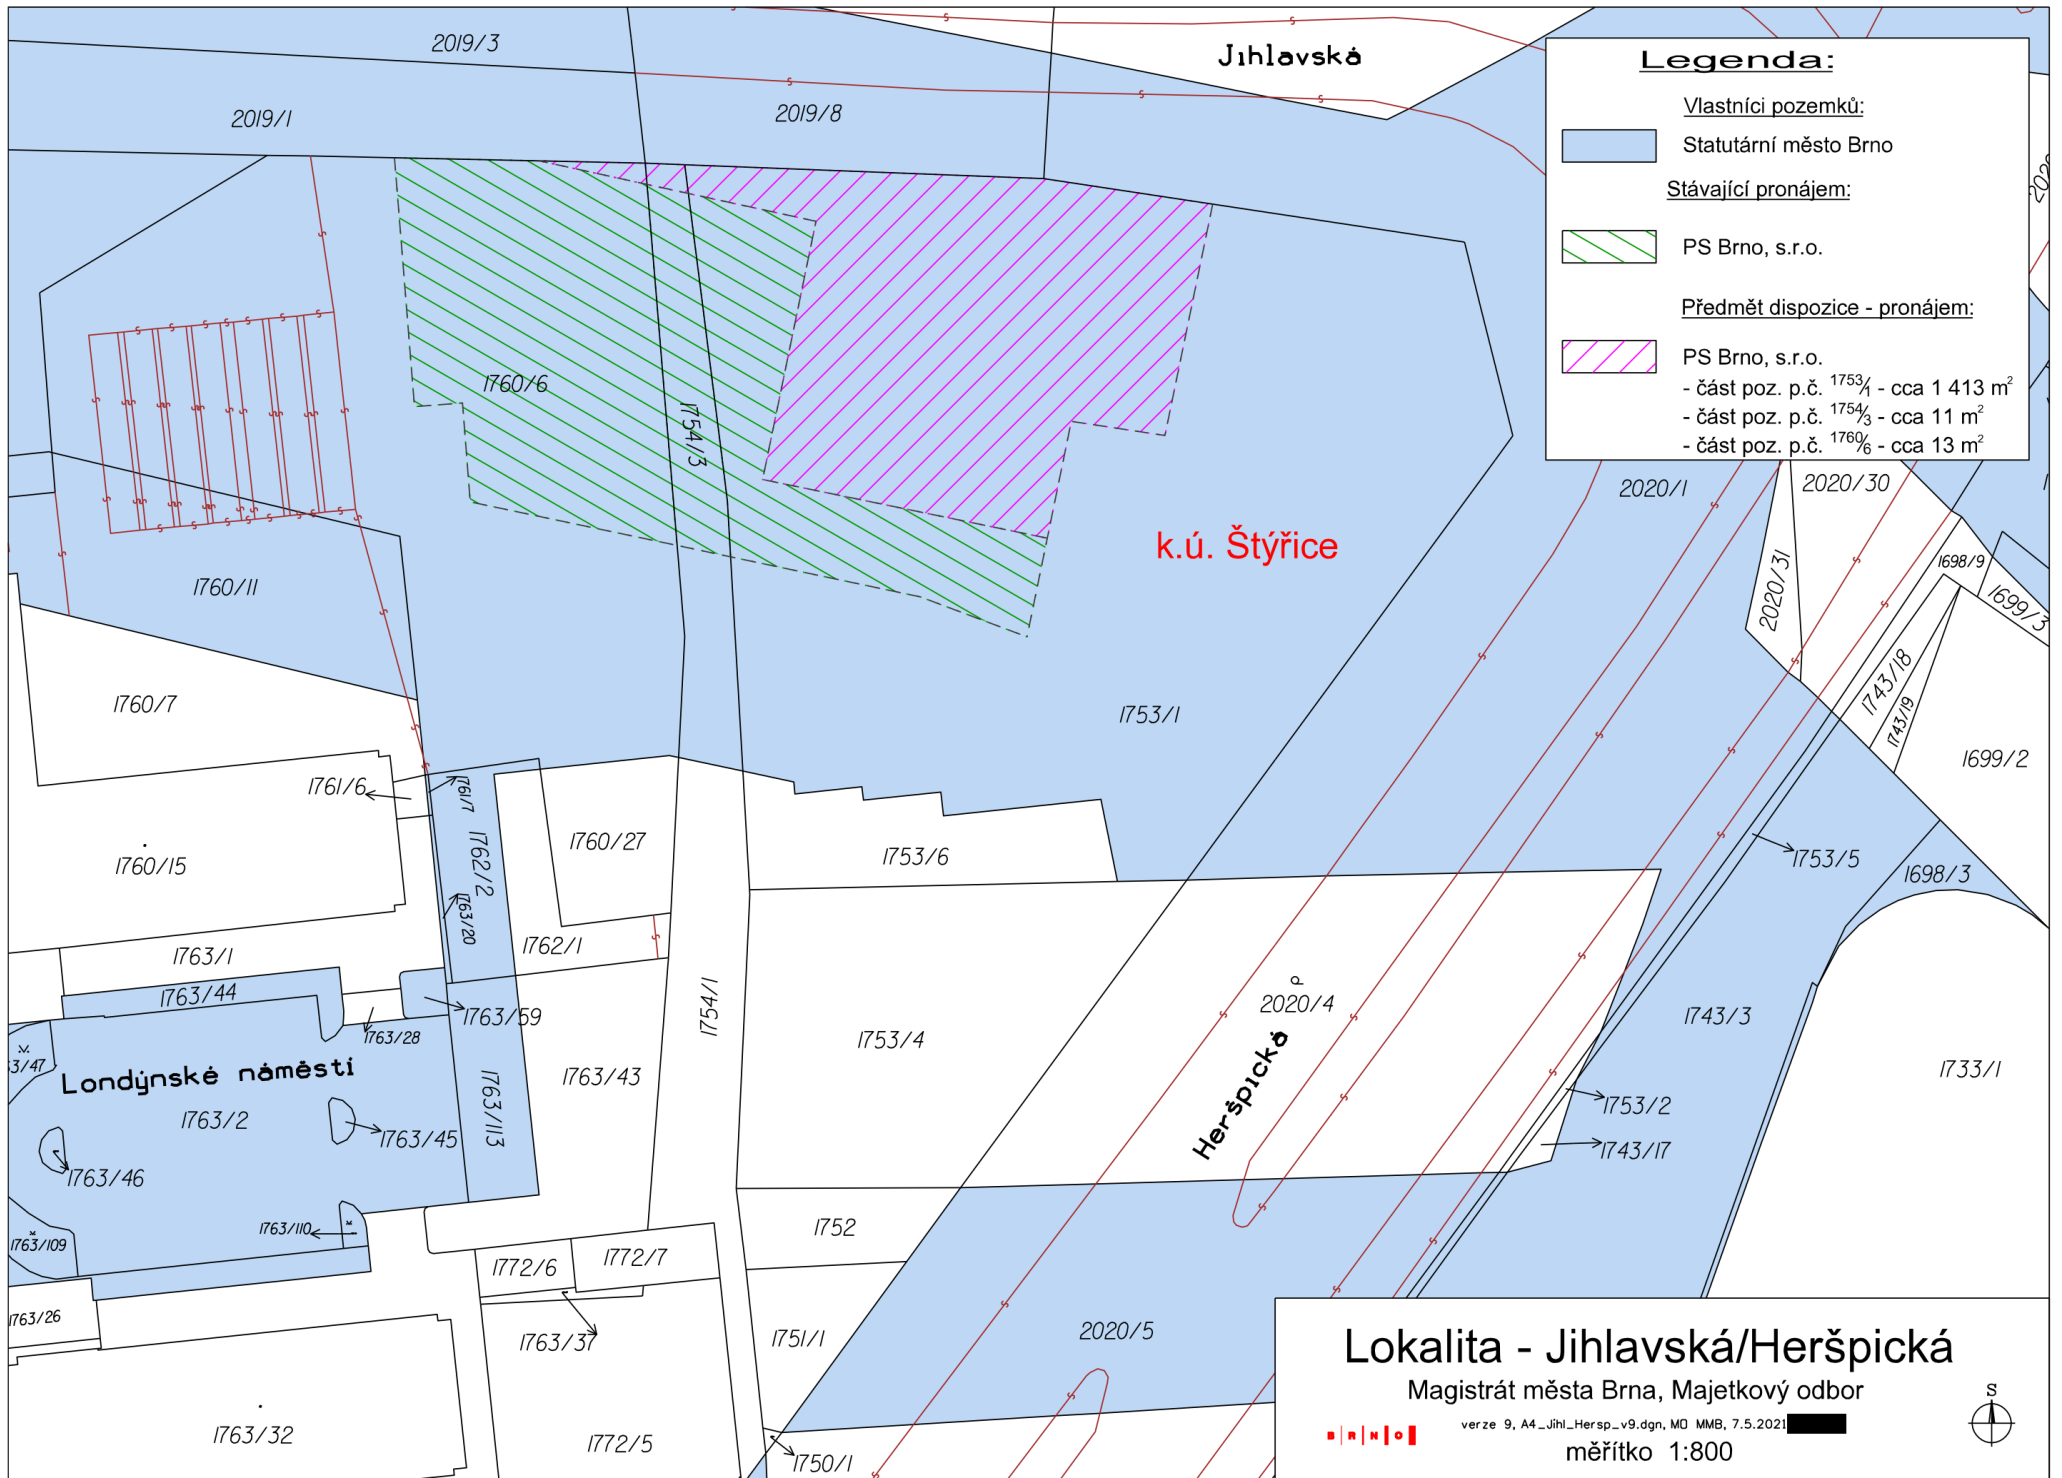 2019/3
Jihlavská
2019/1
2019/8
Legenda:
Vlastníci pozemků:
Statutární město Brno
Stávající pronájem:
PS Brno, s.r.o.
Předmět dispozice - pronájem:
PS Brno, s.r.o.
- část poz. p.č. 1753/1 - cca 1 413 m²
- část poz. p.č. 1754/3 - cca 11 m²
- část poz. p.č. 1760/6 - cca 13 m²
1760/6
1754/3
2020/1
2020/30
k.ú. Štýřice
2020/31
1698/9
1699/3
1760/11
1743/18
1743/19
1760/7
1753/1
1699/2
1761/6
1761/7
1762/2
1760/27
1753/6
1753/5
1760/15
1698/3
1763/20
1762/1
1763/1
1763/44
1763/59
1754/1
2020/4
1763/28
1753/4
1743/3
3/47
Londýnské náměstí
1763/43
Heršpická
1733/1
1763/2
1763/113
1753/2
1763/45
1743/17
1763/46
1763/110
1752
1763/109
1772/6
1772/7
1763/26
1763/37
1751/1
2020/5
1763/32
1772/5
1750/1
Lokalita - Jihlavská/Heršpická
Magistrát města Brna, Majetkový odbor
verze 9, A4_Jihl_Hersp_v9.dgn, MO MMB, 7.5.2021
BRNO
měřítko 1:800
S